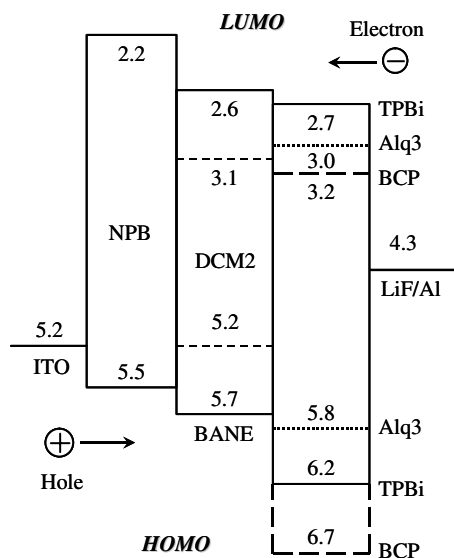 LUMO
Electron
2.2
TPBi
2.6
2.7
Alq3
3.0
3.1
BCP
3.2
NPB
4.3
DCM2
LiF/Al
5.2
5.2
ITO
5.5
5.7
5.8
BANE
Alq3
Hole
6.2
TPBi
HOMO
6.7
BCP